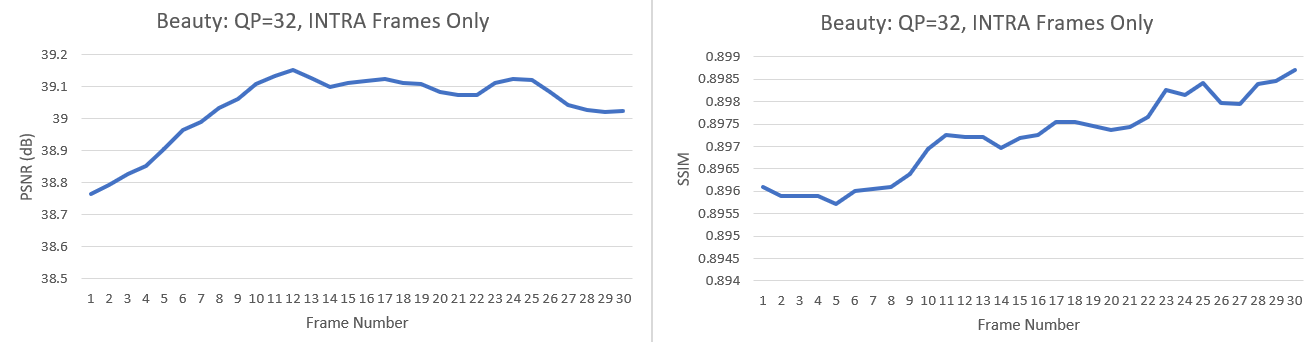 Beauty: QP=32, INTRA Frames Only
39.2
39.1
39
38.9
38.8
38.7
38.6
38.5
PSNR (dB)
1 2 3 4 5 6 7 8 9 10 11 12 13 14 15 16 17 18 19 20 21 22 23 24 25 26 27 28 29 30
Frame Number
Beauty: QP=32, INTRA Frames Only
0.899
0.8985
0.898
0.8975
0.897
0.8965
0.896
0.8955
0.895
0.8945
0.894
SSIM
1 2 3 4 5 6 7 8 9 10 11 12 13 14 15 16 17 18 19 20 21 22 23 24 25 26 27 28 29 30
Frame Number